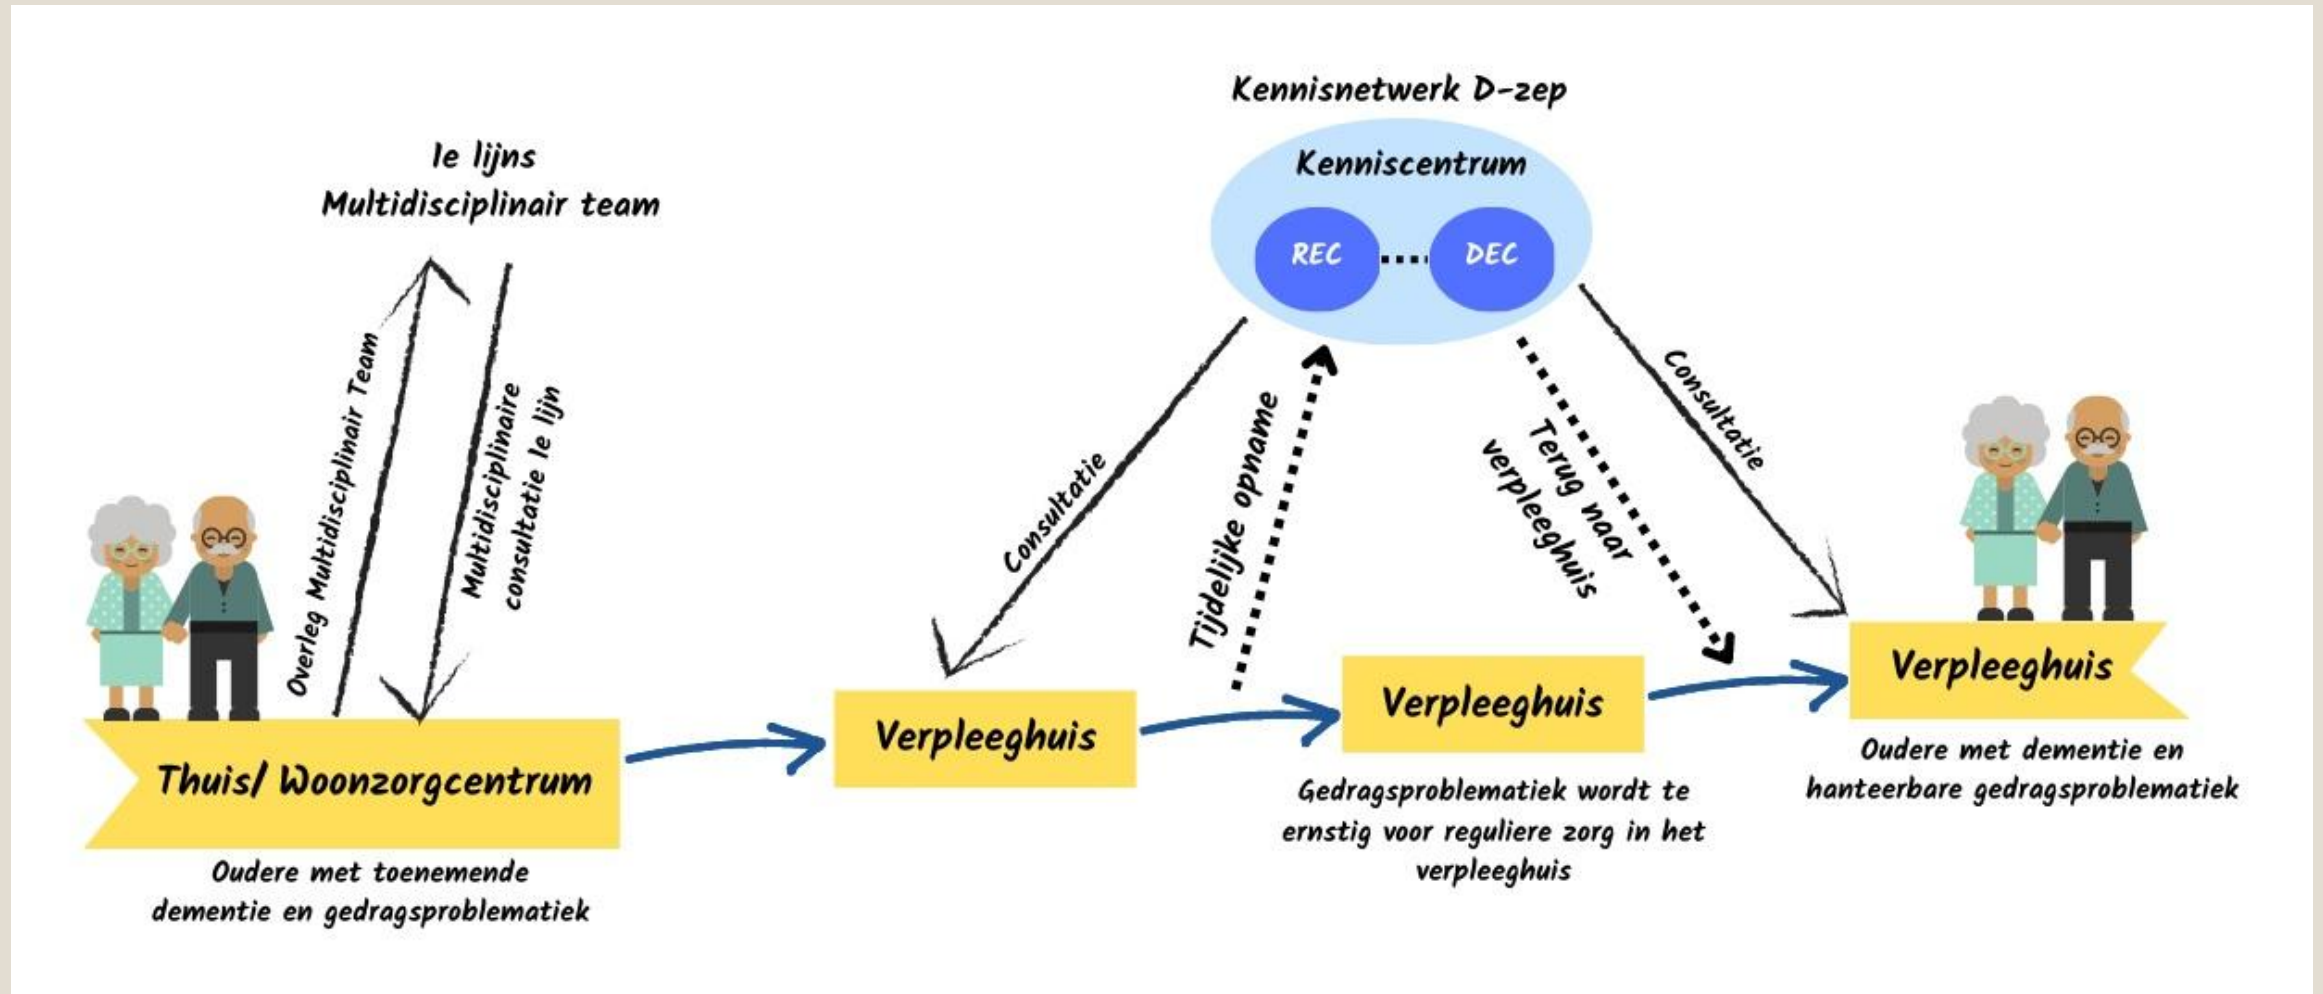 Kennisnetwerk D-zep
Kenniscentrum
REC
DEC
1e lijns
Multidisciplinair team
Overleg Multidisciplinair Team
Multidisciplinaire
consultatie 1e lijn
Consultatie
Tijdelijke opname
Terug naar
verpleeghuis
Consultatie
Thuis/ Woonzorgcentrum
Oudere met toenemende
dementie en gedragsproblematiek
Verpleeghuis
Verpleeghuis
Gedragsproblematiek wordt te
ernstig voor reguliere zorg in het
verpleeghuis
Verpleeghuis
Oudere met dementie en
hanteerbare gedragsproblematiek